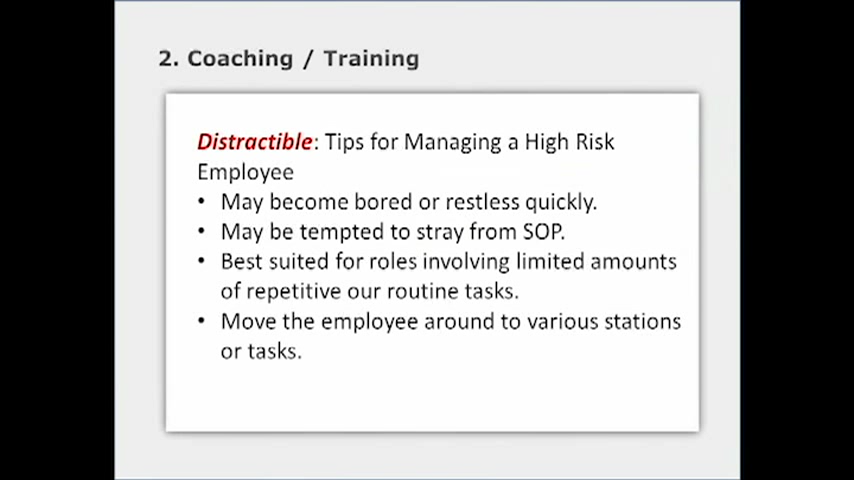 2. Coaching / Training
Distractible: Tips for Managing a High Risk
Employee
• May become bored or restless quickly.
• May be tempted to stray from SOP.
• Best suited for roles involving limited amounts
of repetitive our routine tasks.
• Move the employee around to various stations
or tasks.